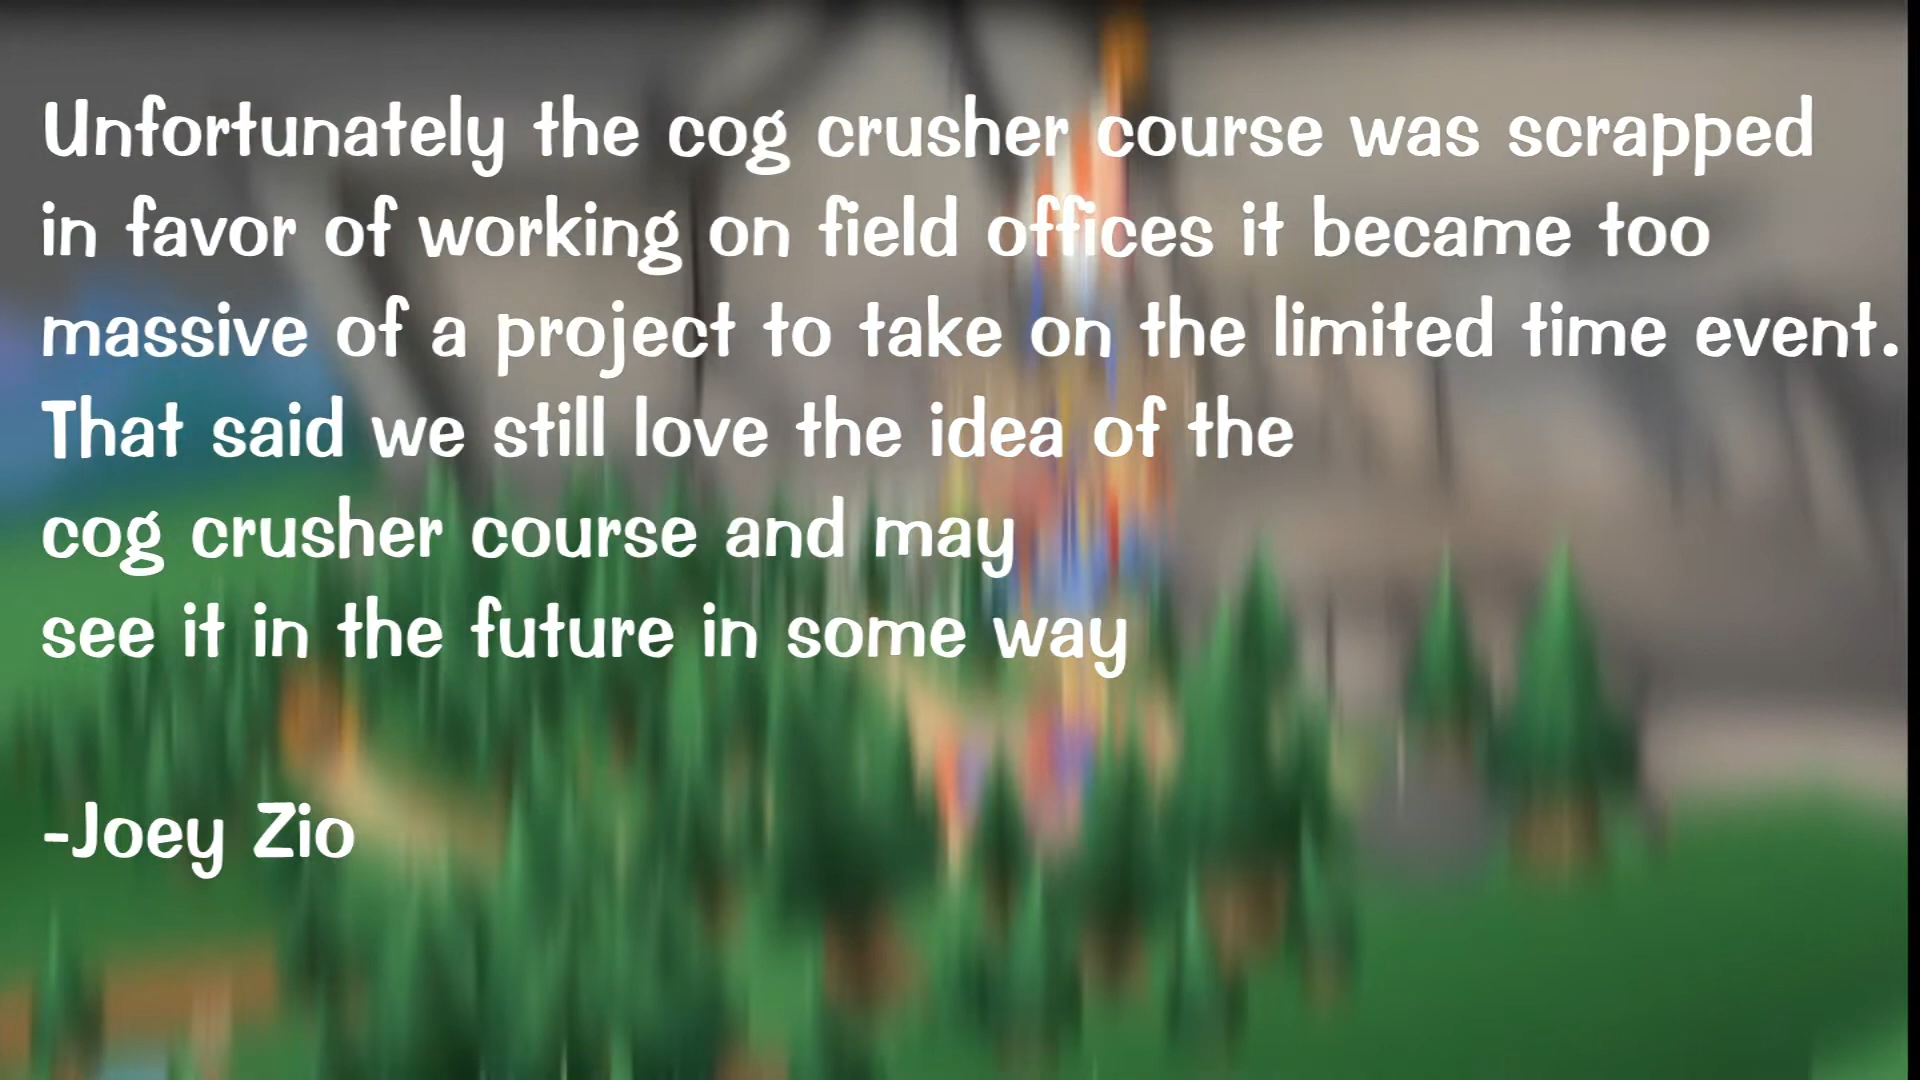 Unfortunately the cog crusher course was scrapped
in favor of working on field offices it became too
massive of a project to take on the limited time event.
That said we still love the idea of the
cog crusher course and may
see it in the future in some way
-Joey Zio